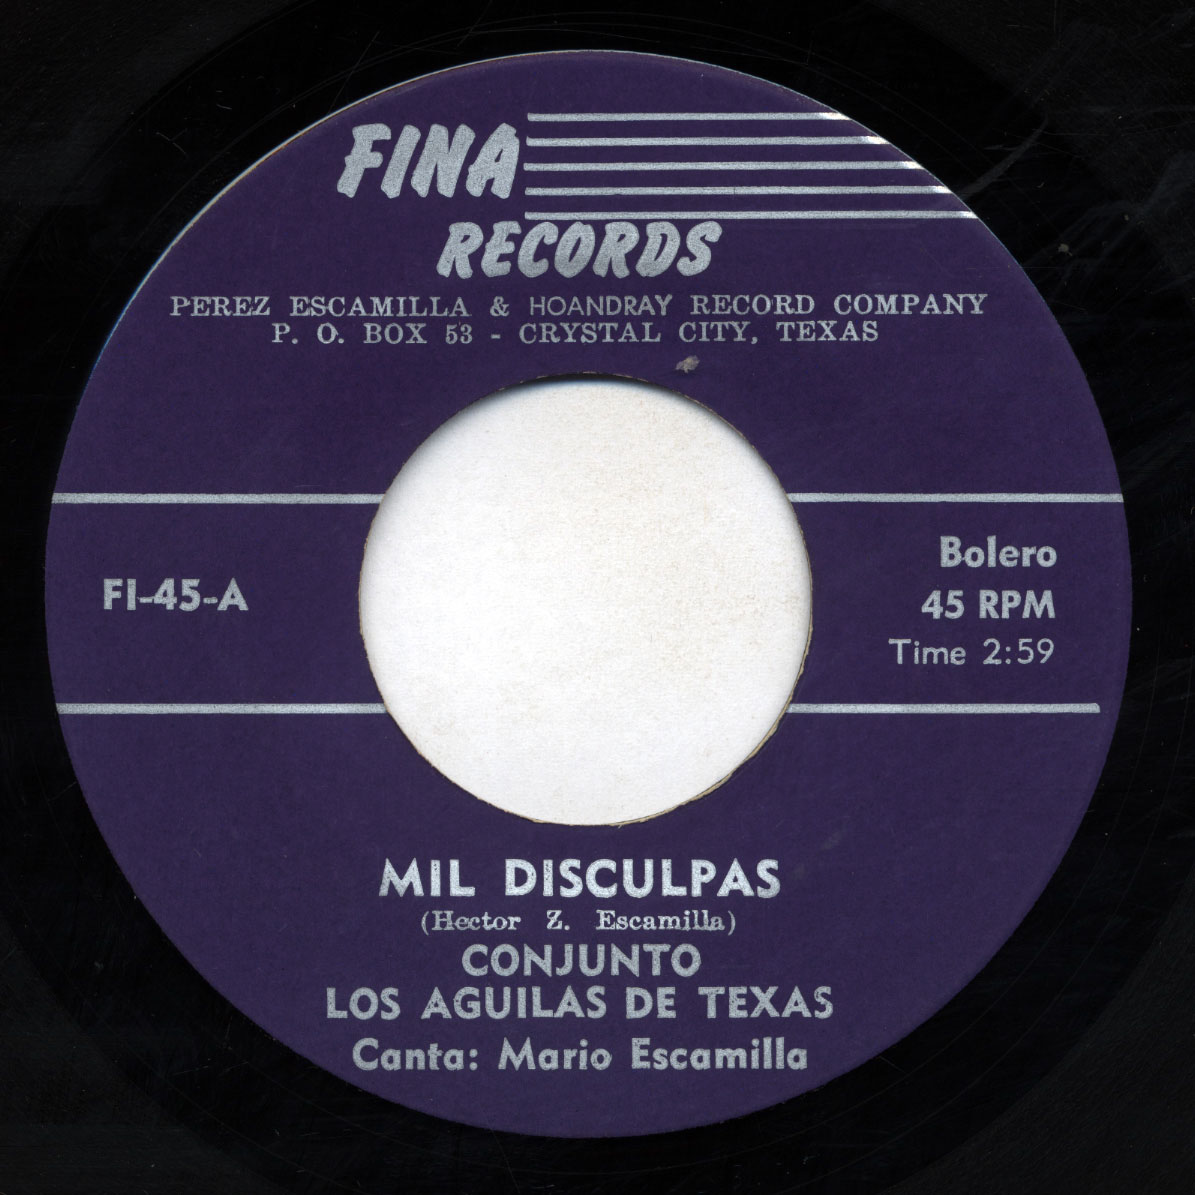 FINA
RECORDS
PEREZ ESCAMILLA & HOANDRAY RECORD COMPANY
P. O. BOX 53 - CRYSTAL CITY, TEXAS
FI-45-A
Bolero
45 RPM
Time 2:59
MIL DISCULPAS
(Hector Z. Escamilla)
CONJUNTO
LOS AGUILAS DE TEXAS
Canta: Mario Escamilla